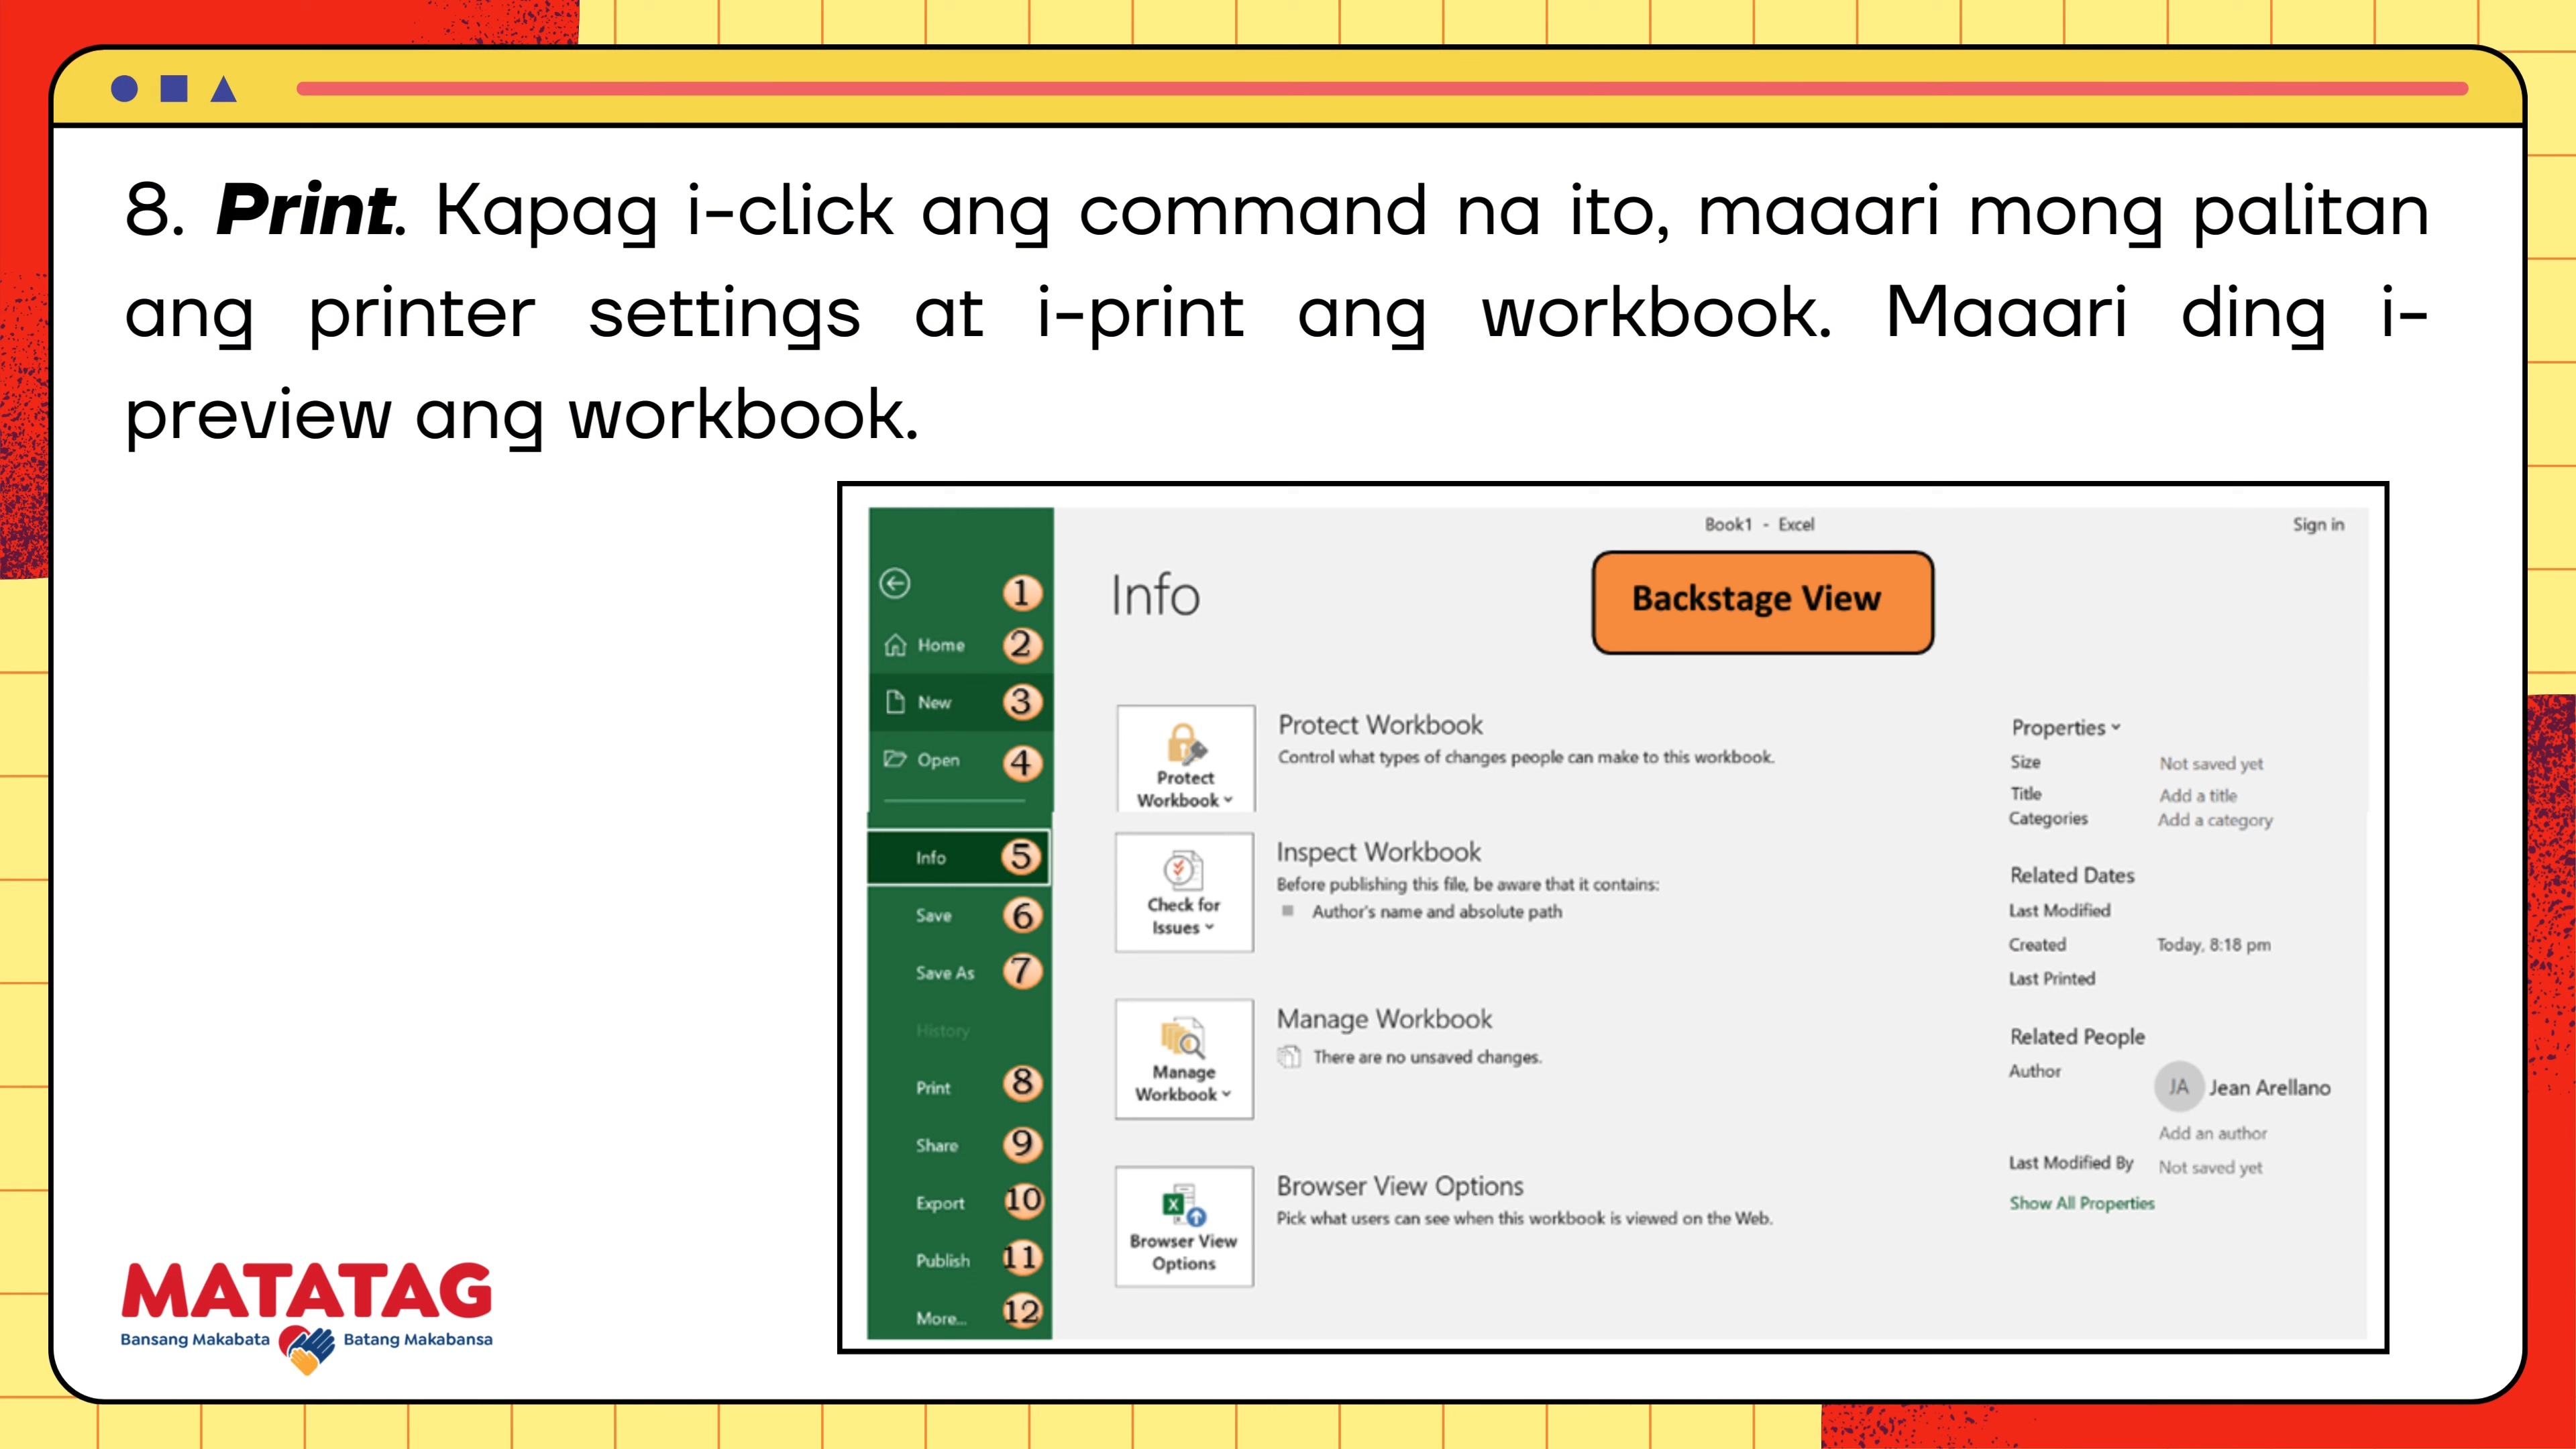 8. Print. Kapag i-click ang command na ito, maaari mong palitan
ang printer settings at i-print ang workbook. Maaari ding i-
preview ang workbook.
Book1 - Excel
Sign in
1
Info
Backstage View
Home 2
New 3
Open 4
Info 5
Save 6
Save As 7
History
Print 8
Share 9
Export 10
Publish 11
More... 12
Protect
Workbook
Protect Workbook
Control what types of changes people can make to this workbook.
Check for
Issues
Inspect Workbook
Before publishing this file, be aware that it contains:
Author's name and absolute path
Manage
Workbook
Manage Workbook
There are no unsaved changes.
Browser View
Options
Browser View Options
Pick what users can see when this workbook is viewed on the Web.
Properties
Size Not saved yet
Title Add a title
Categories Add a category
Related Dates
Last Modified
Created Today, 8:18 pm
Last Printed
Related People
Author
JA Jean Arellano
Add an author
Last Modified By Not saved yet
Show All Properties
MATATAG
Bansang Makabata Batang Makabansa